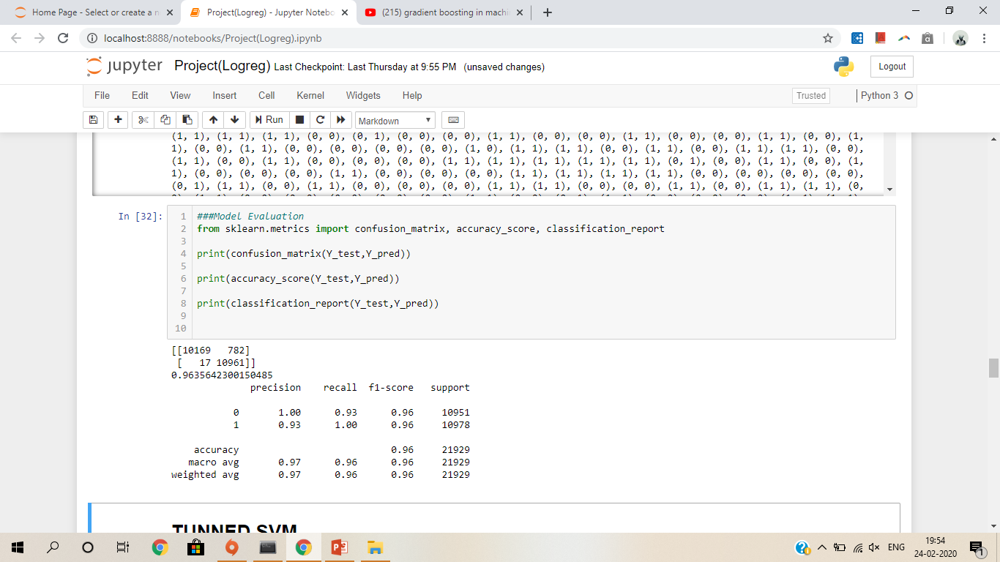 Home Page - Select or create a n
Project(Logreg) - Jupyter Notebo
(215) gradient boosting in machi
localhost:8888/notebooks/Project(Logreg).ipynb
jupyter Project(Logreg) Last Checkpoint: Last Thursday at 9:55 PM (unsaved changes)
Logout
File Edit View Insert Cell Kernel Widgets Help
Trusted Python 3 O
Run Markdown
(1, 1), (1, 1), (1, 1), (0, 0), (0, 1), (0, 0), (0, 0), (1, 1), (0, 0), (0, 0), (1, 1), (0, 0), (0, 0), (1, 1), (0, 0), (1,
1), (0, 0), (1, 1), (0, 0), (0, 0), (0, 0), (0, 0), (1, 0), (1, 1), (0, 0), (1, 1), (0, 0), (1, 1), (1, 1), (0, 0),
(1, 1), (0, 0), (1, 1), (0, 0), (0, 0), (0, 0), (1, 1), (1, 1), (1, 1), (1, 1), (0, 1), (0, 0), (1, 1), (0, 0), (1,
1), (0, 0), (0, 0), (0, 0), (1, 1), (0, 0), (0, 0), (0, 0), (1, 1), (1, 1), (1, 1), (1, 1), (0, 0), (0, 0), (0, 0), (0, 0),
(0, 1), (1, 1), (0, 0), (1, 1), (0, 0), (0, 0), (0, 0), (1, 1), (1, 1), (0, 0), (0, 0), (1, 1), (0, 0), (1, 1), (1, 1), (0,
In [32]:
1 ###Model Evaluation
2 from sklearn.metrics import confusion_matrix, accuracy_score, classification_report
3
4 print(confusion_matrix(Y_test,Y_pred))
5
6 print(accuracy_score(Y_test,Y_pred))
7
8 print(classification_report(Y_test,Y_pred))
9
10
[[10169 782]
[ 17 10961]]
0.9635642300150485
precision recall f1-score support
0 1.00 0.93 0.96 10951
1 0.93 1.00 0.96 10978
accuracy 0.96 21929
macro avg 0.97 0.96 0.96 21929
weighted avg 0.97 0.96 0.96 21929
TUNNED SVM
ENG
19:54
24-02-2020
1